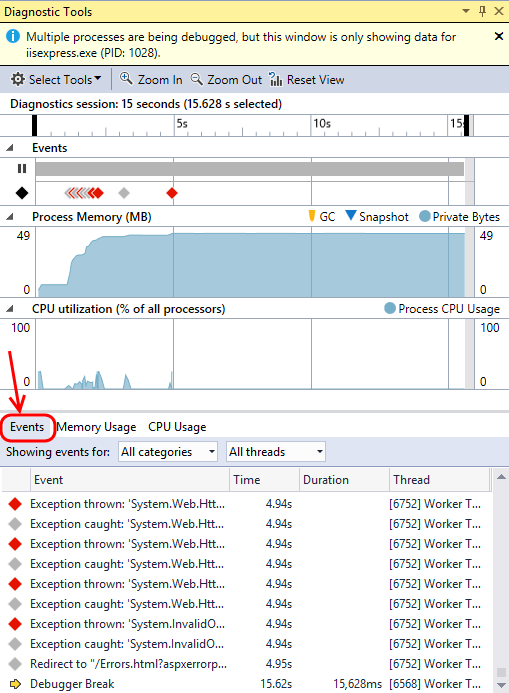 Diagnostic Tools
Multiple processes are being debugged, but this window is only showing data for
iisexpress.exe (PID: 1028).
Select Tools Zoom In Zoom Out Reset View
Diagnostics session: 15 seconds (15.628 s selected)
5s 10s 15s
Events
Process Memory (MB) GC Snapshot Private Bytes
49 49
0 0
CPU utilization (% of all processors) Process CPU Usage
100 100
0 0
Events Memory Usage CPU Usage
Showing events for: All categories All threads
Event Time Duration Thread
Exception thrown: 'System.Web.Htt... 4.94s [6752] Worker T...
Exception caught: 'System.Web.Htt... 4.94s [6752] Worker T...
Exception thrown: 'System.Web.Htt... 4.94s [6752] Worker T...
Exception caught: 'System.Web.Htt... 4.94s [6752] Worker T...
Exception thrown: 'System.Web.Htt... 4.94s [6752] Worker T...
Exception caught: 'System.Web.Htt... 4.94s [6752] Worker T...
Exception thrown: 'System.InvalidO... 4.94s [6752] Worker T...
Exception caught: 'System.InvalidO... 4.94s [6752] Worker T...
Redirect to "/Errors.html?aspxerrorp... 4.95s [6752] Worker T...
Debugger Break 15.62s 15,628ms [6568] Worker T...